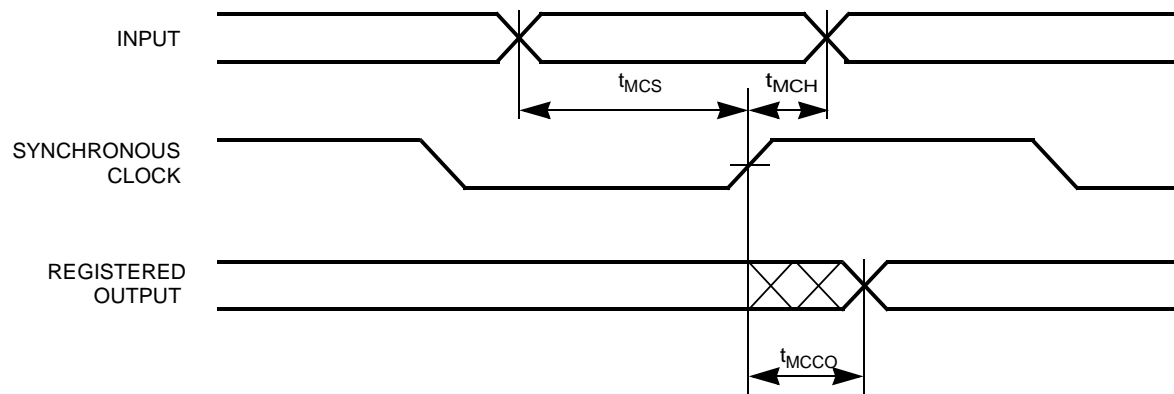 INPUT
tMCS
tMCH
SYNCHRONOUS
CLOCK
REGISTERED
OUTPUT
tMCCO